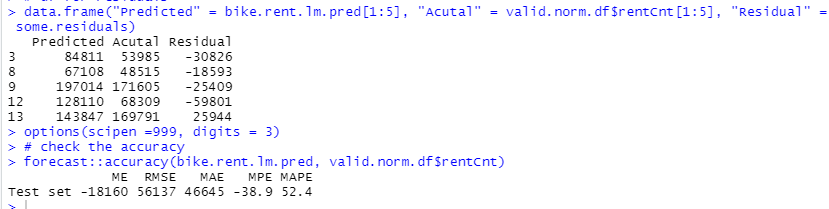 > data.frame("Predicted" = bike.rent.lm.pred[1:5], "Acutal" = valid.norm.df$rentCnt[1:5], "Residual" =
some.residuals)
Predicted Acutal Residual
3 84811 53985 -30826
8 67108 48515 -18593
9 197014 171605 -25409
12 128110 68309 -59801
13 143847 169791 25944
> options(scipen =999, digits = 3)
> # check the accuracy
> forecast::accuracy(bike.rent.lm.pred, valid.norm.df$rentCnt)
ME RMSE MAE MPE MAPE
Test set -18160 56137 46645 -38.9 52.4
>